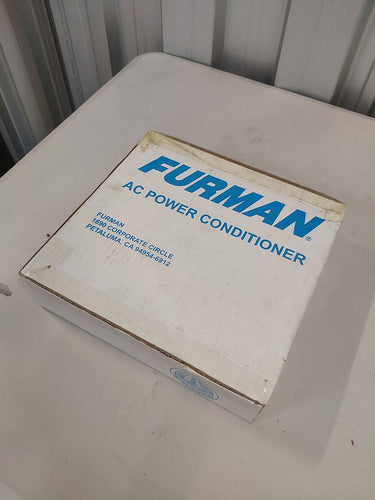 FURMAN®
AC POWER CONDITIONER
FURMAN
1690 CORPORATE CIRCLE
PETALUMA, CA 94954-6912